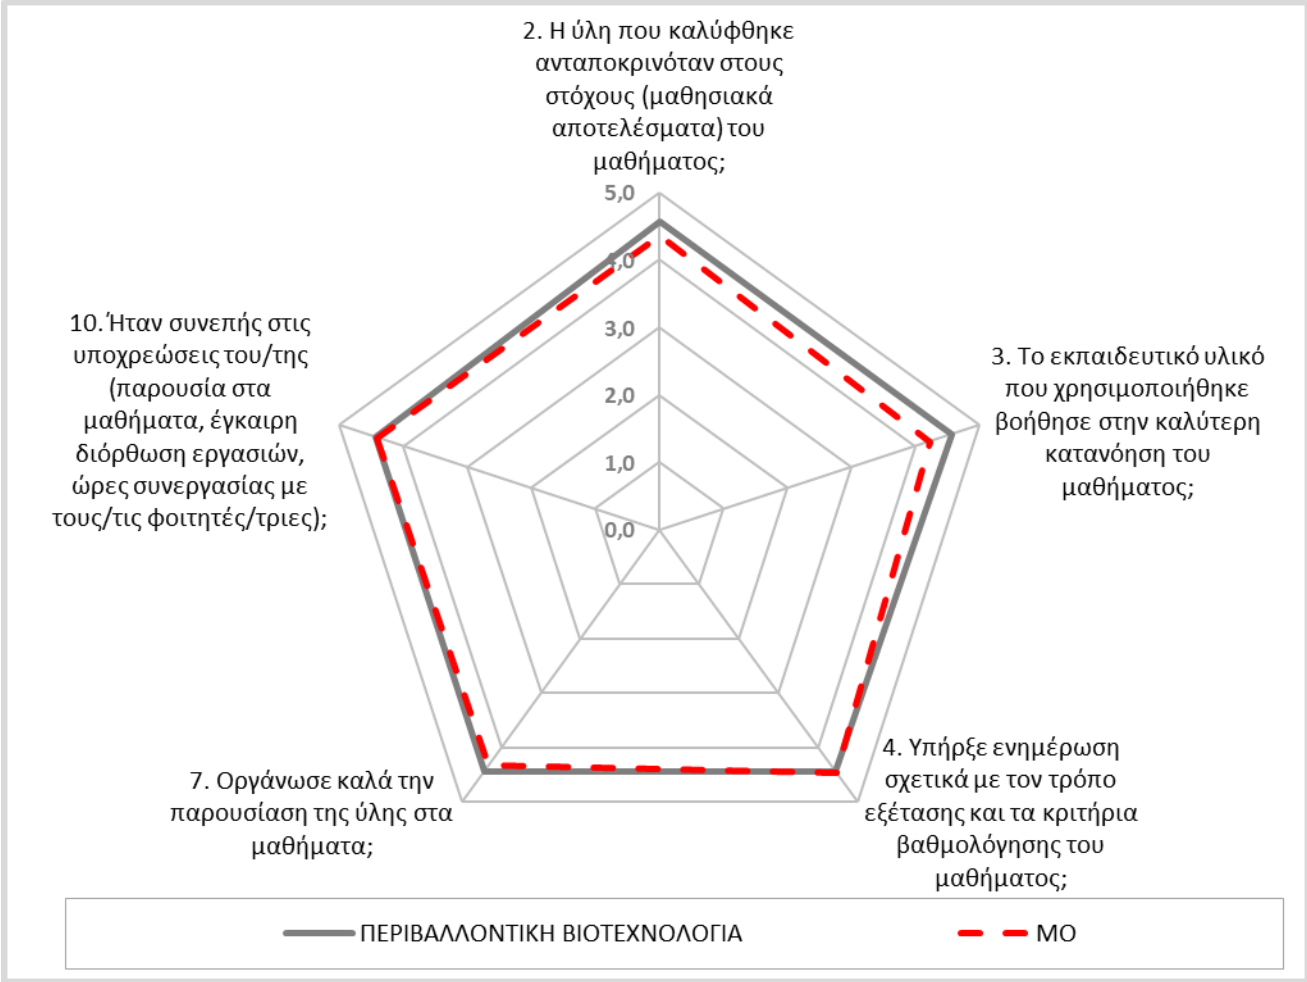 2. Η ύλη που καλύφθηκε
ανταποκρινόταν στους
στόχους (μαθησιακά
αποτελέσματα) του
μαθήματος;
5,0
4,0
3,0
2,0
1,0
0,0
3. Το εκπαιδευτικό υλικό
που χρησιμοποιήθηκε
βοήθησε στην καλύτερη
κατανόηση του
μαθήματος;
4. Υπήρξε ενημέρωση
σχετικά με τον τρόπο
εξέτασης και τα κριτήρια
βαθμολόγησης του
μαθήματος;
7. Οργάνωσε καλά την
παρουσίαση της ύλης στα
μαθήματα;
10. Ήταν συνεπής στις
υποχρεώσεις του/της
(παρουσία στα
μαθήματα, έγκαιρη
διόρθωση εργασιών,
ώρες συνεργασίας με
τους/τις φοιτητές/τριες);
ΠΕΡΙΒΑΛΛΟΝΤΙΚΗ ΒΙΟΤΕΧΝΟΛΟΓΙΑ
ΜΟ